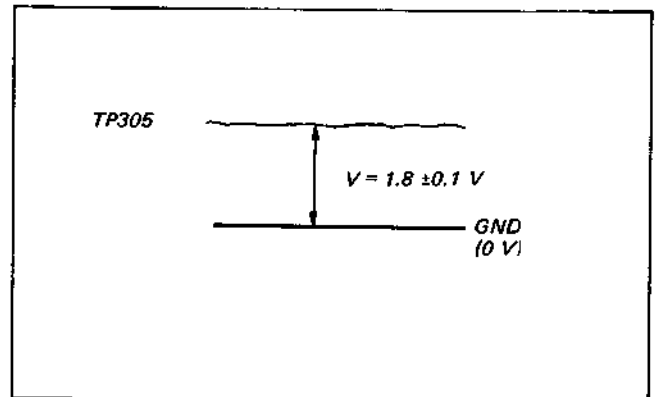 TP305
V = 1.8 ±0.1 V
GND
(0 V)